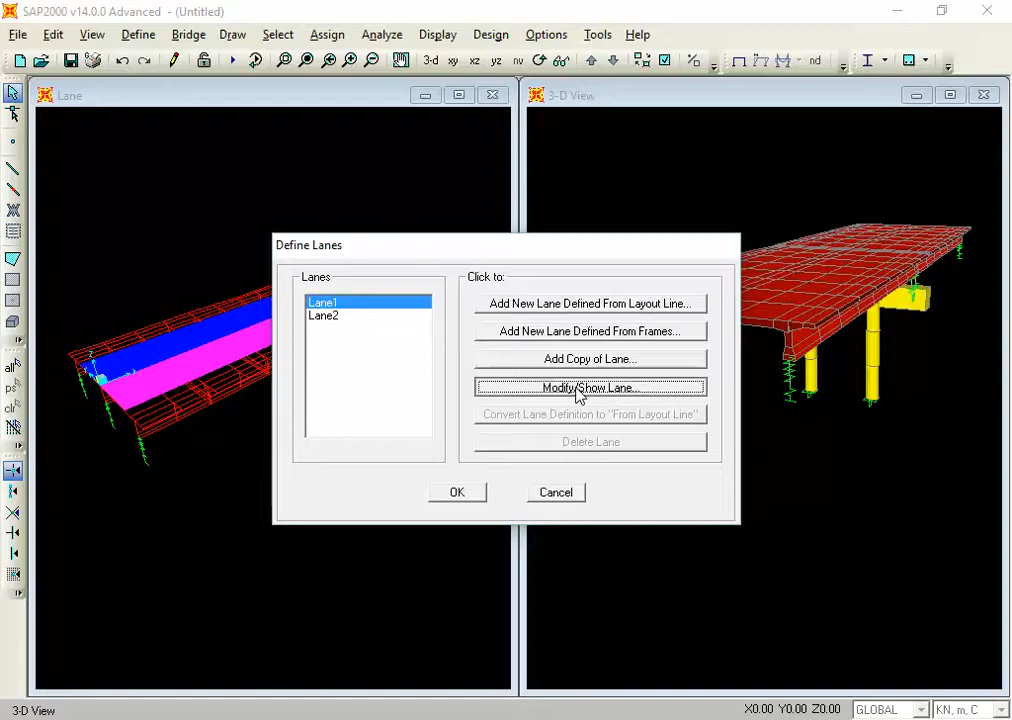 SAP2000 v14.0.0 Advanced - (Untitled)
File Edit View Define Bridge Draw Select Assign Analyze Display Design Options Tools Help
3-d xy xz yz nv nd
Lane
3-D View
all
ps
clr
Define Lanes
Lanes
Lane1
Lane2
Click to:
Add New Lane Defined From Layout Line...
Add New Lane Defined From Frames...
Add Copy of Lane...
Modify/Show Lane...
Convert Lane Definition to "From Layout Line"
Delete Lane
OK
Cancel
Z
3-D View
X0.00 Y0.00 Z0.00
GLOBAL
KN, m, C